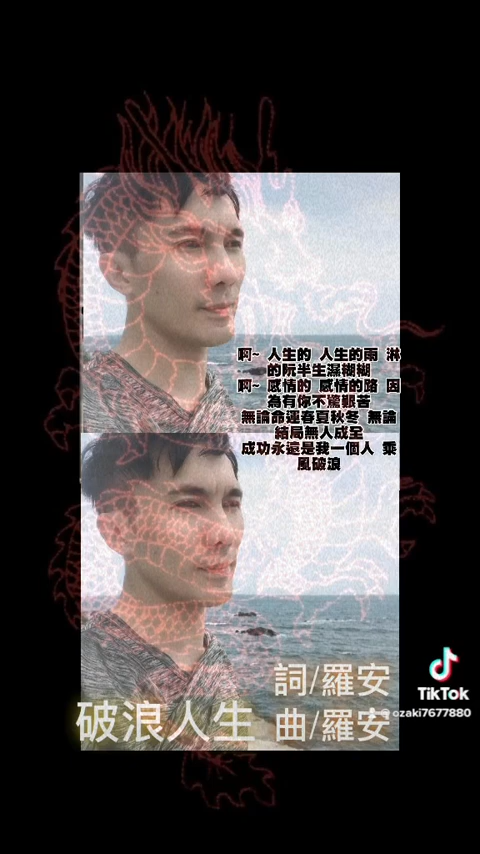 啊~ 人生的 人生的雨 淋
的阮半生濕糊糊
啊~ 感情的 感情的路 因
為有你不驚艱苦
無論命運春夏秋冬 無論
結局無人成全
成功永遠是我一個人 乘
風破浪
詞/羅安
破浪人生 曲/羅安
TikTok
@ozaki7677880